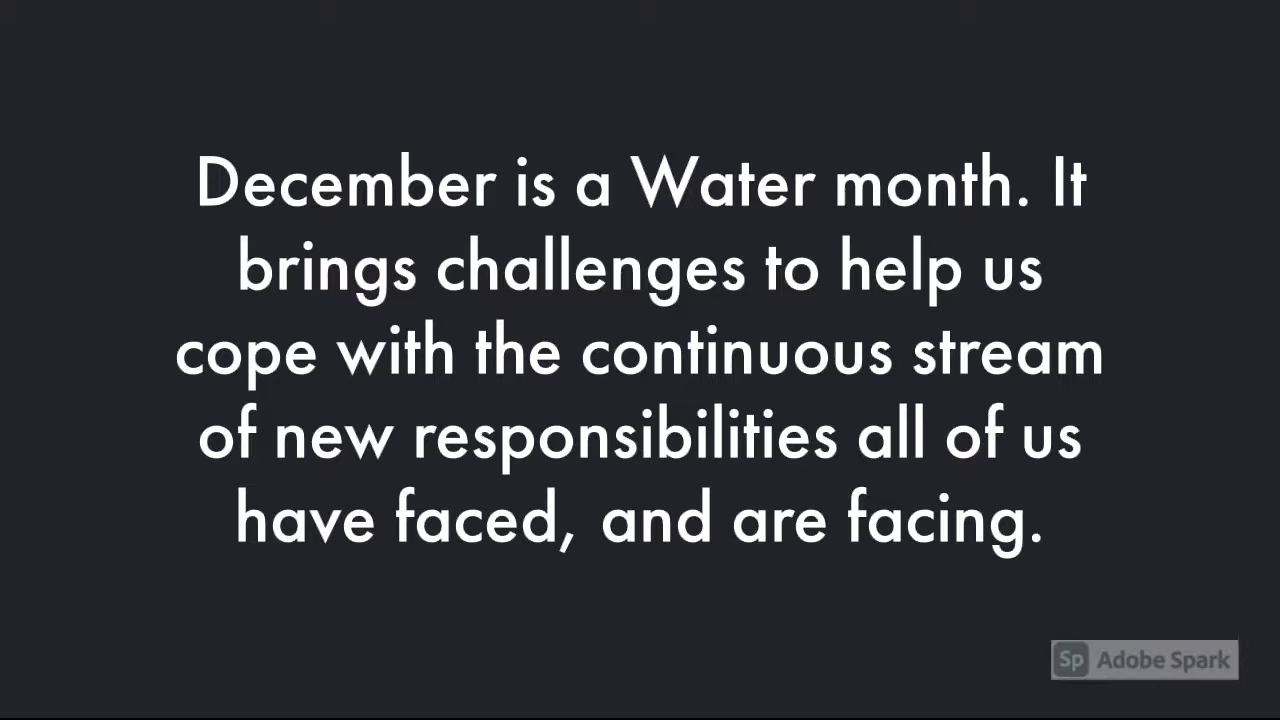 December is a Water month. It
brings challenges to help us
cope with the continuous stream
of new responsibilities all of us
have faced, and are facing.
Sp Adobe Spark